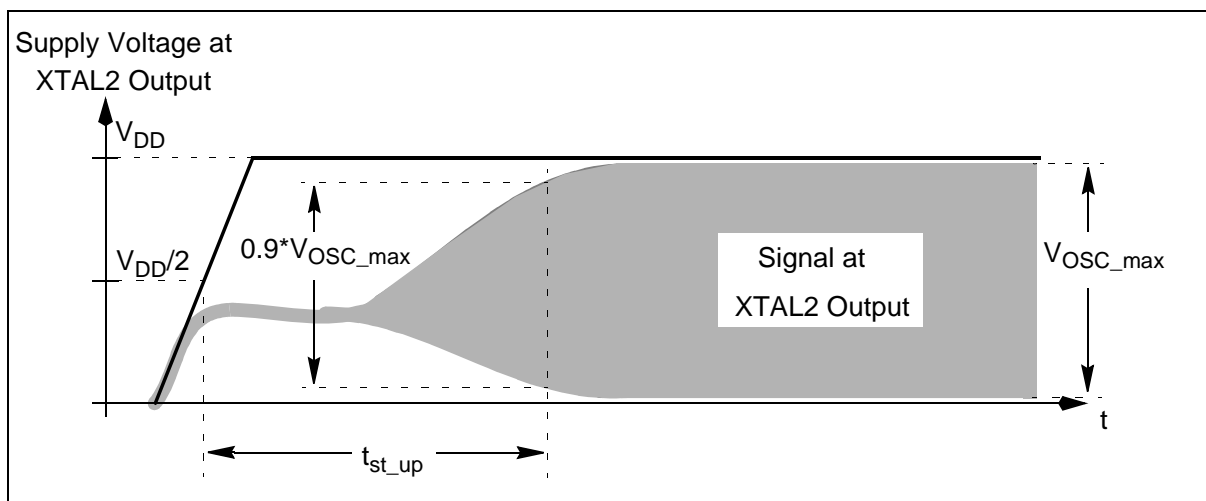 Supply Voltage at
XTAL2 Output
V_DD
0.9*V_OSC_max
V_DD/2
Signal at
XTAL2 Output
V_OSC_max
t
t_st_up